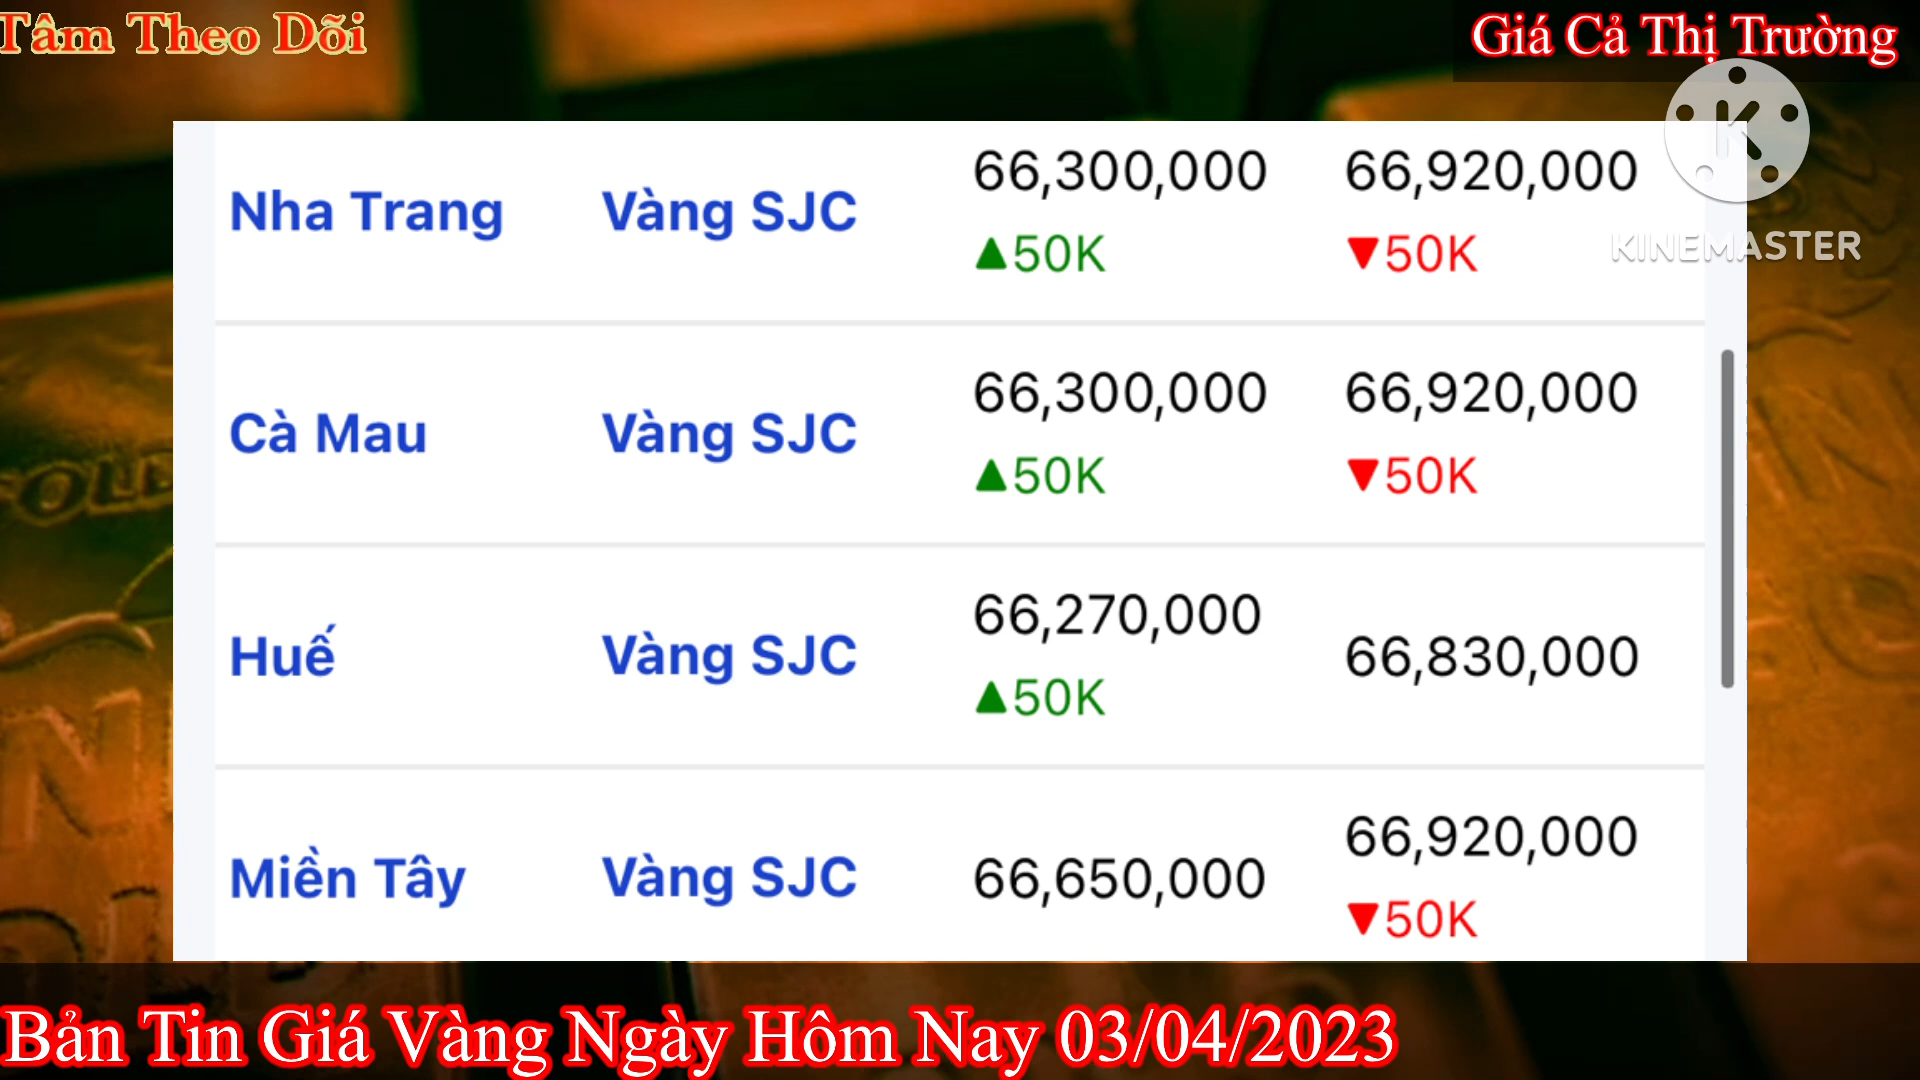 Tâm Theo Dõi
Giá Cả Thị Trường
KINEMASTER
Nha Trang Vàng SJC 66,300,000 66,920,000
▲50K ▼50K
Cà Mau Vàng SJC 66,300,000 66,920,000
▲50K ▼50K
Huế Vàng SJC 66,270,000 66,830,000
▲50K
Miền Tây Vàng SJC 66,650,000 66,920,000
▼50K
Bản Tin Giá Vàng Ngày Hôm Nay 03/04/2023